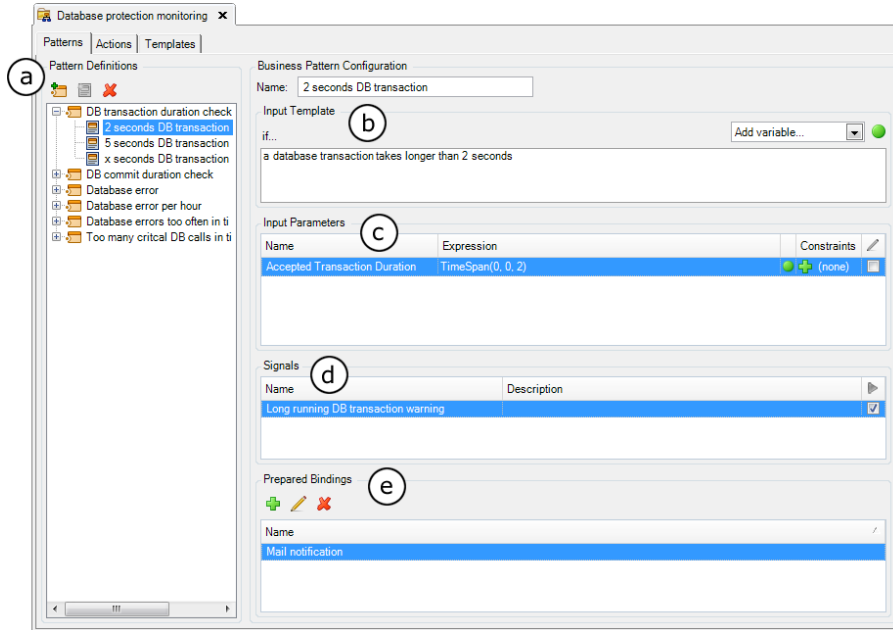 Database protection monitoring
Patterns Actions Templates
a
Pattern Definitions
DB transaction duration check
2 seconds DB transaction
5 seconds DB transaction
x seconds DB transaction
DB commit duration check
Database error
Database error per hour
Database errors too often in ti
Too many critcal DB calls in ti
Business Pattern Configuration
Name: 2 seconds DB transaction
Input Template
b
if...
Add variable...
a database transaction takes longer than 2 seconds
Input Parameters
c
Name Expression Constraints
Accepted Transaction Duration TimeSpan(0, 0, 2) (none)
Signals
d
Name Description
Long running DB transaction warning
Prepared Bindings
e
Name
Mail notification